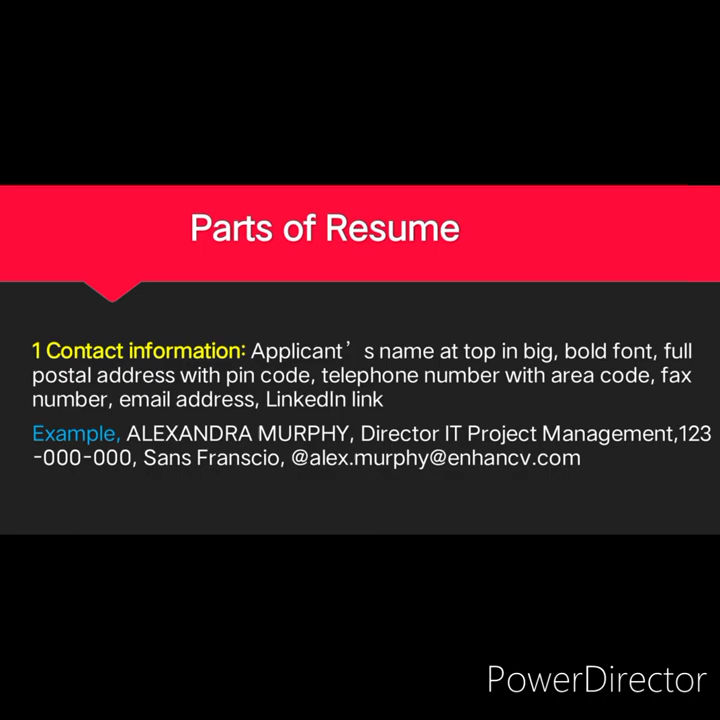 Parts of Resume
1 Contact information: Applicant’s name at top in big, bold font, full
postal address with pin code, telephone number with area code, fax
number, email address, LinkedIn link
Example, ALEXANDRA MURPHY, Director IT Project Management,123
-000-000, Sans Franscio, @alex.murphy@enhancv.com
PowerDirector